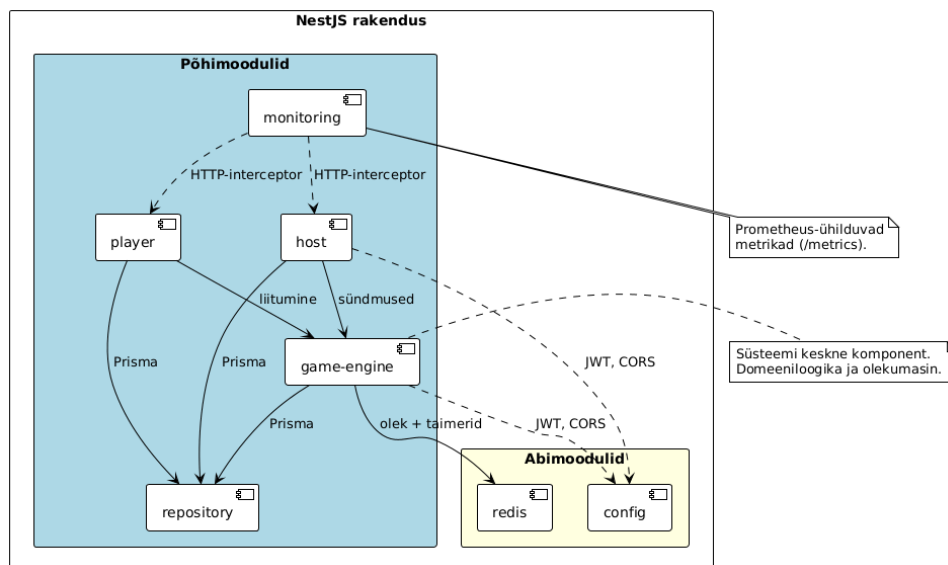 NestJS rakendus
Põhimoodulid
monitoring
HTTP-interceptor
HTTP-interceptor
Prometheus-ühilduvad
metrikad (/metrics).
player
host
liitumine
sündmused
Süsteemi keskne komponent.
Domeeniloogika ja olekumasin.
Prisma
Prisma
game-engine
JWT, CORS
Prisma
olek + taimerid
JWT, CORS
Abimoodulid
repository
redis
config